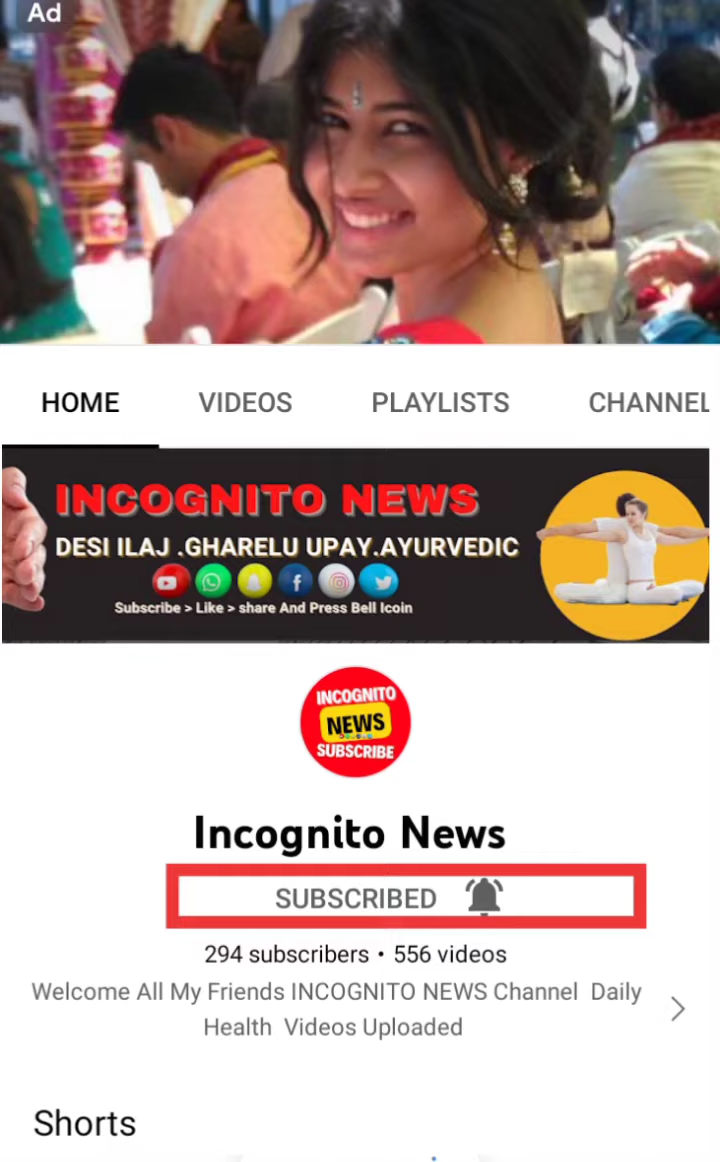 Ad
HOME VIDEOS PLAYLISTS CHANNEL
INCOGNITO NEWS
DESI ILAJ .GHARELU UPAY.AYURVEDIC
Subscribe > Like > share And Press Bell Icoin
INCOGNITO
NEWS
SUBSCRIBE
Incognito News
SUBSCRIBED
294 subscribers • 556 videos
Welcome All My Friends INCOGNITO NEWS Channel Daily
Health Videos Uploaded
Shorts